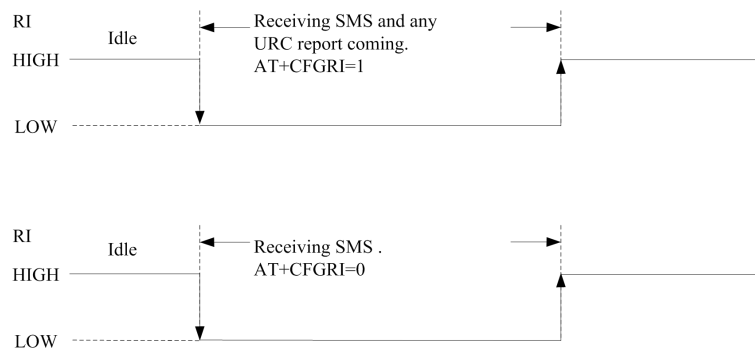 RI
Idle
Receiving SMS and any
URC report coming.
AT+CFGRI=1
HIGH
LOW
RI
Idle
Receiving SMS .
AT+CFGRI=0
HIGH
LOW